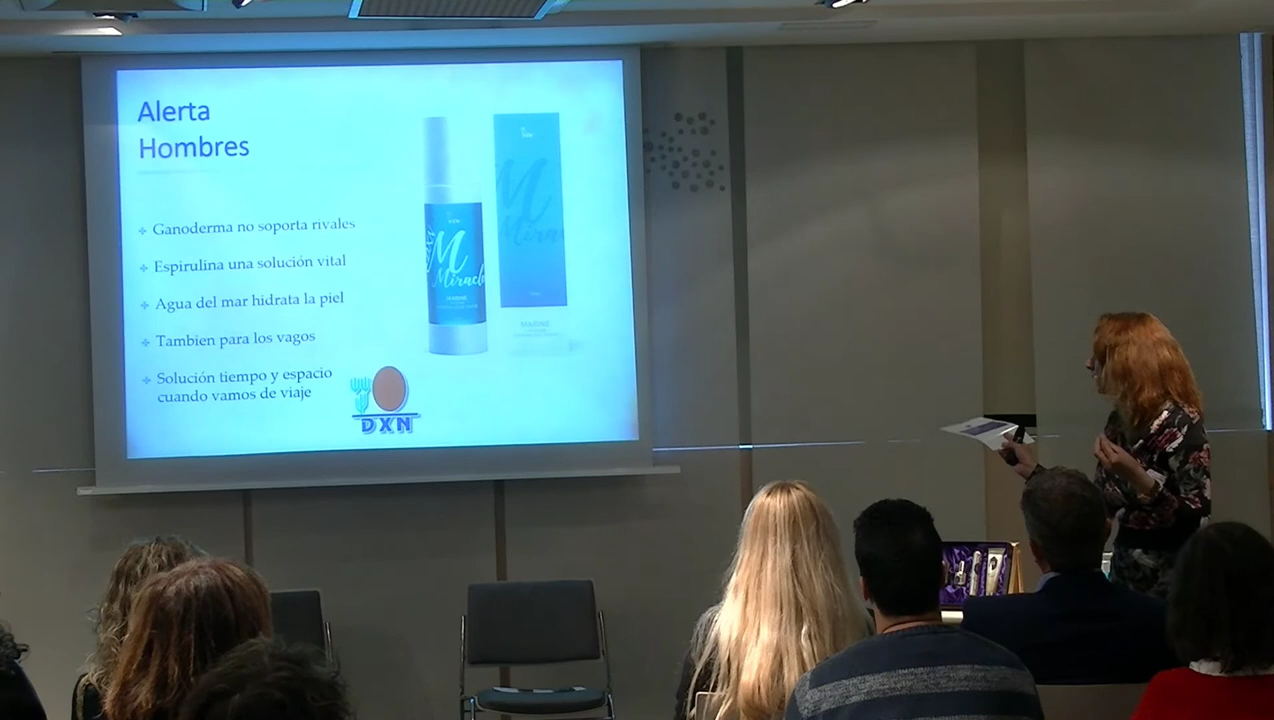 Alerta
Hombres
Ganoderma no soporta rivales
Espirulina una solución vital
Agua del mar hidrata la piel
Tambien para los vagos
Solución tiempo y espacio
cuando vamos de viaje
DXN
M
Miracle
MARINE
M
Mirac
MARINE